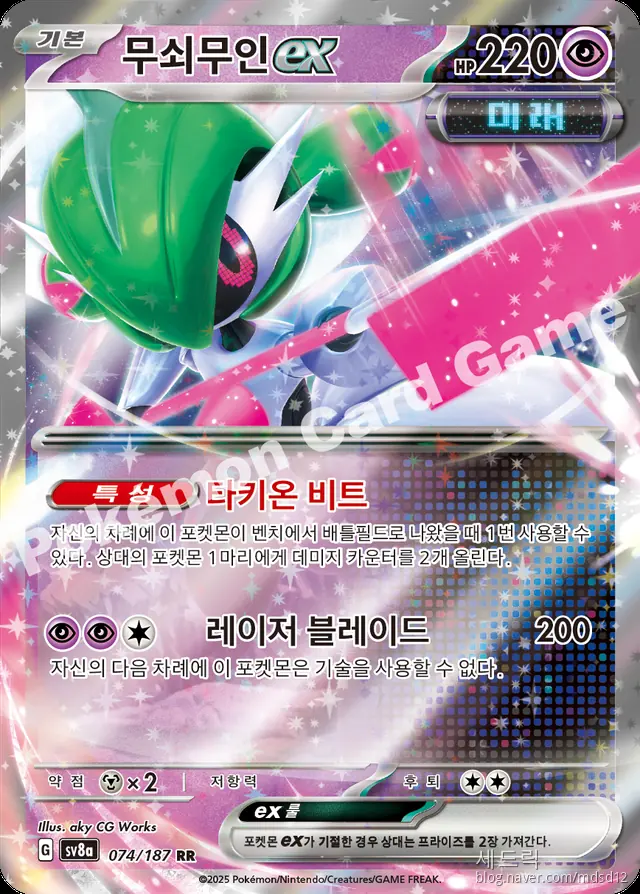 기본 무쇠무인 ex HP 220
미래
Pokémon Card Game
특성 타키온 비트
자신의 차례에 이 포켓몬이 벤치에서 배틀필드로 나왔을 때 1번 사용할 수
있다. 상대의 포켓몬 1마리에게 데미지 카운터를 2개 올린다.
레이저 블레이드 200
자신의 다음 차례에 이 포켓몬은 기술을 사용할 수 없다.
약점 ×2 저항력 후퇴
ex 룰
포켓몬 ex가 기절한 경우 상대는 프라이즈를 2장 가져간다.
Illus. aky CG Works
G sv8a 074/187 RR
세드릭
©2025 Pokémon/Nintendo/Creatures/GAME FREAK.
blog.naver.com/mdsd12